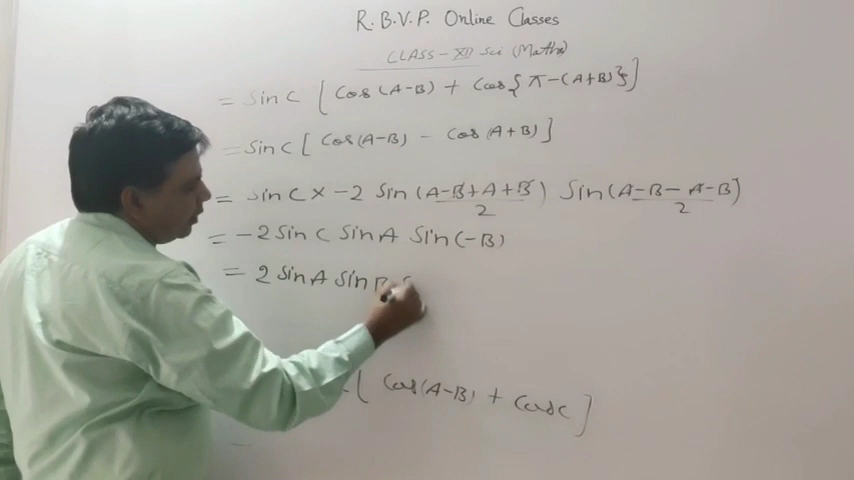 R.B.V.P. Online Classes
CLASS-XII Sci (Maths)
= Sin C [ Cos(A-B) + Cos{π-(A+B)}]
= Sin C [ Cos(A-B) - Cos(A+B)]
= Sin C × -2 Sin (A-B+A+B)/2 Sin(A-B-A-B)/2
= -2 Sin C Sin A Sin(-B)
= 2 Sin A Sin B S
[ Cos(A-B) + Cos C ]